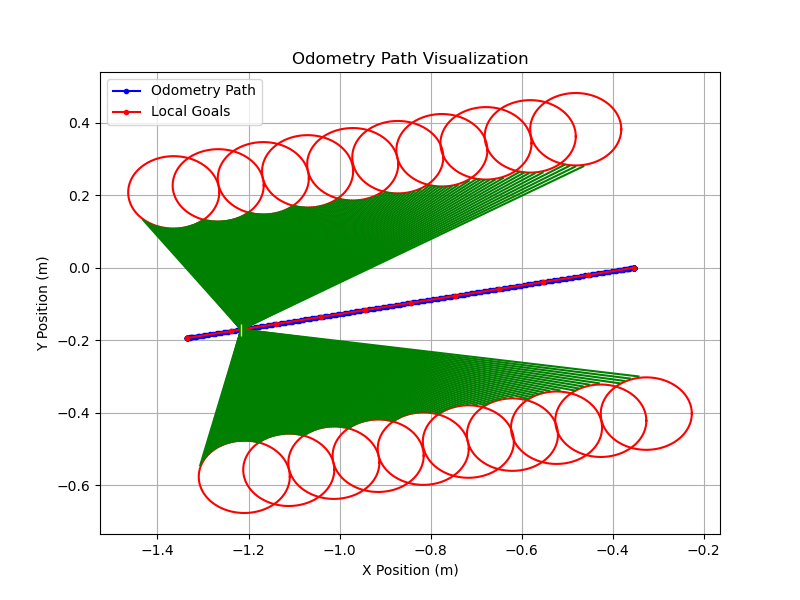 Odometry Path Visualization
Odometry Path
Local Goals
Y Position (m)
0.4
0.2
0.0
−0.2
−0.4
−0.6
−1.4
−1.2
−1.0
−0.8
−0.6
−0.4
−0.2
X Position (m)